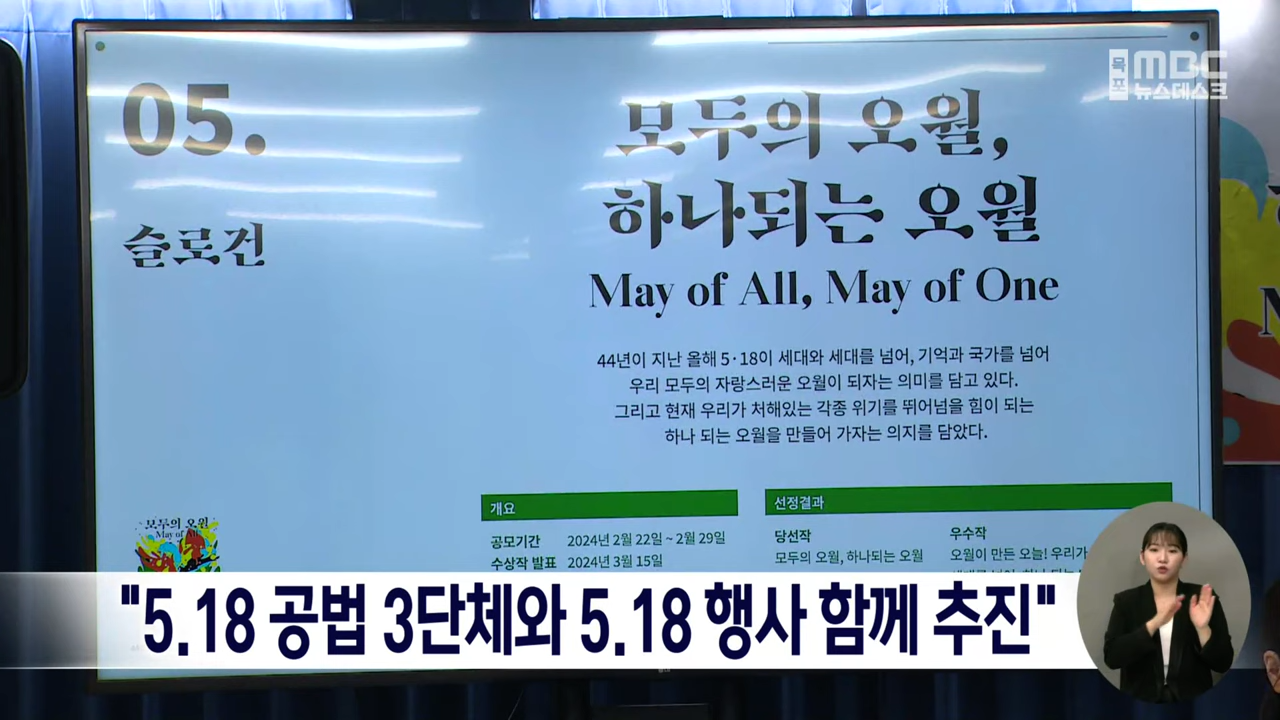 목포 MBC
뉴스데스크
05.
슬로건
모두의 오월,
하나되는 오월
May of All, May of One
44년이 지난 올해 5·18이 세대와 세대를 넘어, 기억과 국가를 넘어
우리 모두의 자랑스러운 오월이 되자는 의미를 담고 있다.
그리고 현재 우리가 처해있는 각종 위기를 뛰어넘을 힘이 되는
하나 되는 오월을 만들어 가자는 의지를 담았다.
개요
공모기간 2024년 2월 22일 ~ 2월 29일
수상작 발표 2024년 3월 15일
선정결과
당선작
모두의 오월, 하나되는 오월
우수작
오월이 만든 오늘! 우리가
모두의 오월
May of All
"5.18 공법 3단체와 5.18 행사 함께 추진"